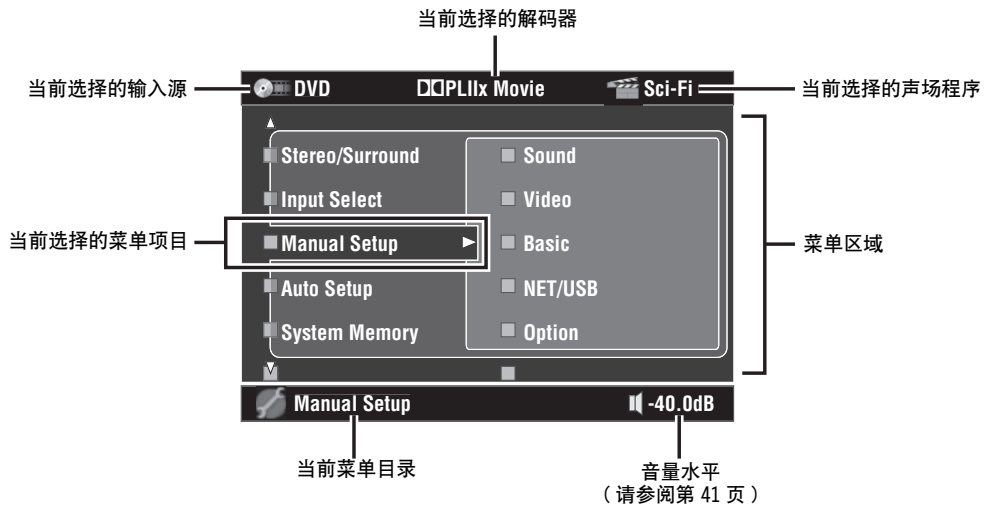 当前选择的解码器
当前选择的输入源
DVD
PLIIx Movie
Sci-Fi
当前选择的声场程序
Stereo/Surround
Sound
Input Select
Video
当前选择的菜单项目
Manual Setup
Basic
菜单区域
Auto Setup
NET/USB
System Memory
Option
Manual Setup
-40.0dB
当前菜单目录
音量水平
(请参阅第 41 页)